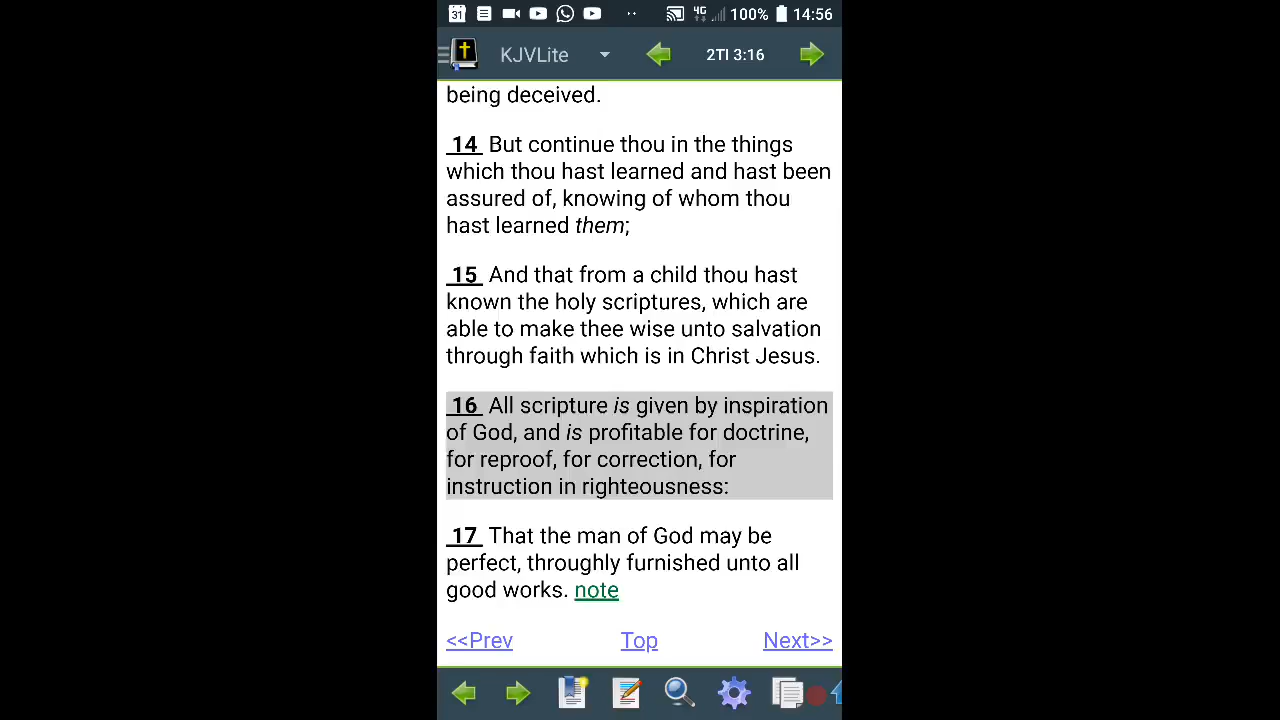 31 4G 100% 14:56
KJVLite 2TI 3:16
being deceived.
14 But continue thou in the things
which thou hast learned and hast been
assured of, knowing of whom thou
hast learned them;
15 And that from a child thou hast
known the holy scriptures, which are
able to make thee wise unto salvation
through faith which is in Christ Jesus.
16 All scripture is given by inspiration
of God, and is profitable for doctrine,
for reproof, for correction, for
instruction in righteousness:
17 That the man of God may be
perfect, throughly furnished unto all
good works. note
<<Prev Top Next>>